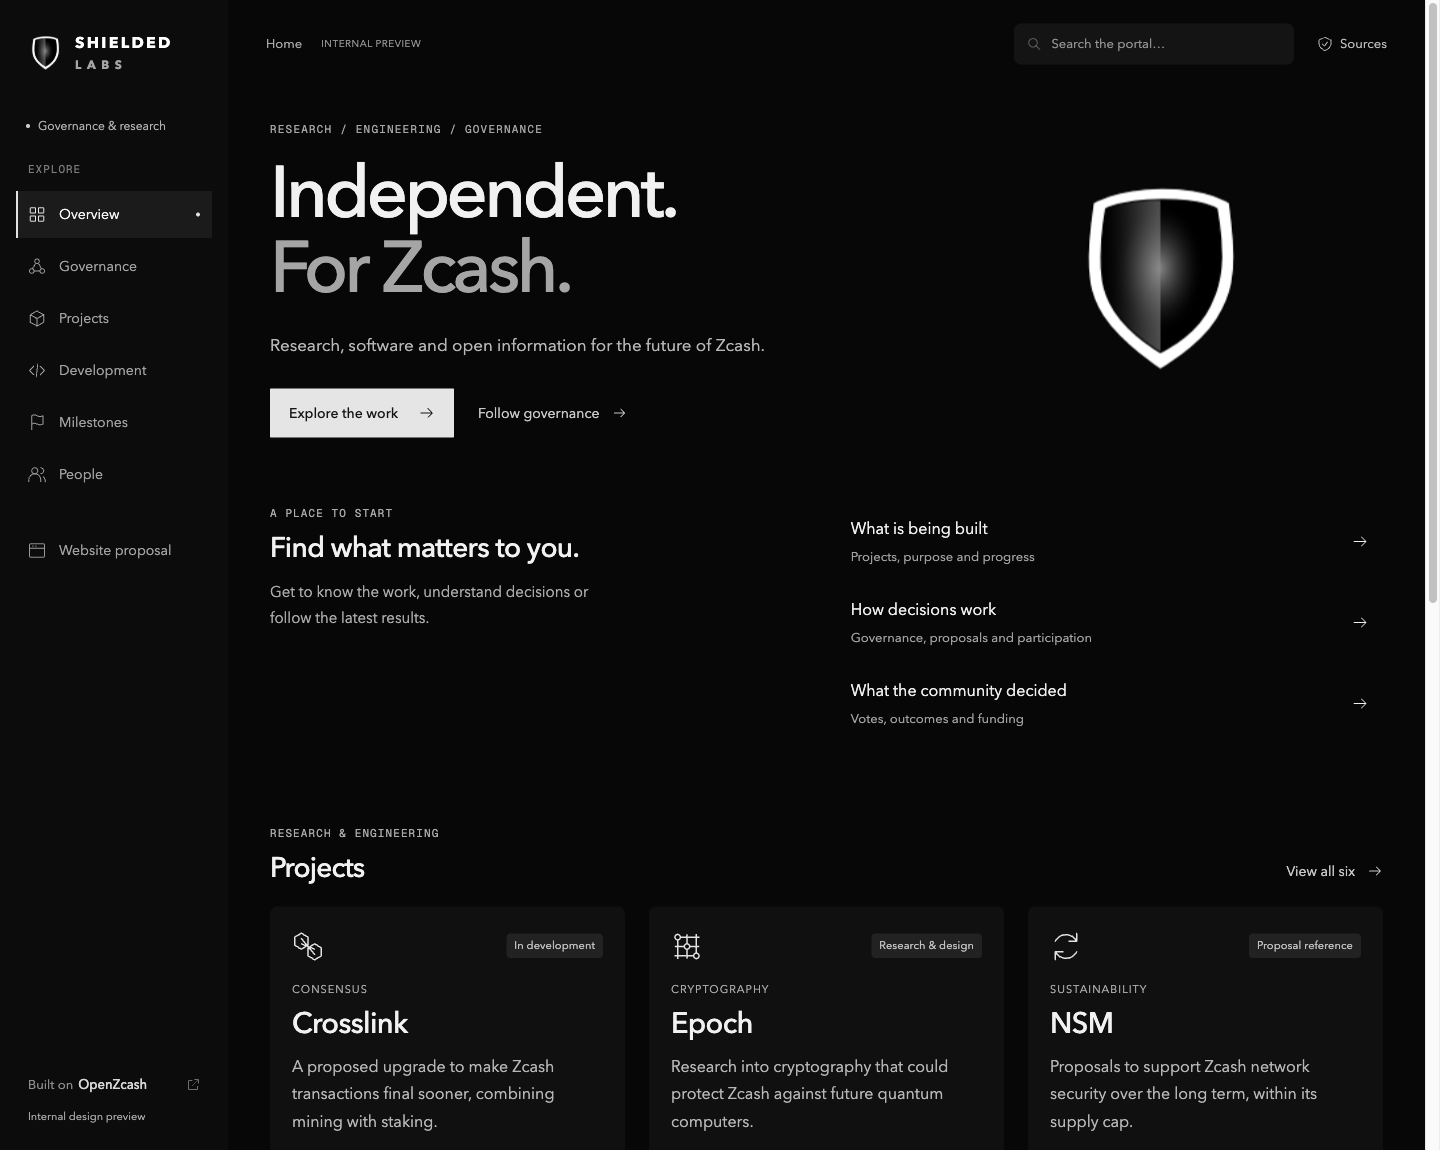 SHIELDED
LABS
Governance & research
EXPLORE
Overview
Governance
Projects
Development
Milestones
People
Website proposal
Built on OpenZcash
Internal design preview
Home
INTERNAL PREVIEW
Search the portal...
Sources
RESEARCH / ENGINEERING / GOVERNANCE
Independent.
For Zcash.
Research, software and open information for the future of Zcash.
Explore the work
Follow governance
A PLACE TO START
Find what matters to you.
Get to know the work, understand decisions or
follow the latest results.
What is being built
Projects, purpose and progress
How decisions work
Governance, proposals and participation
What the community decided
Votes, outcomes and funding
RESEARCH & ENGINEERING
Projects
View all six
In development
CONSENSUS
Crosslink
A proposed upgrade to make Zcash
transactions final sooner, combining
mining with staking.
Research & design
CRYPTOGRAPHY
Epoch
Research into cryptography that could
protect Zcash against future quantum
computers.
Proposal reference
SUSTAINABILITY
NSM
Proposals to support Zcash network
security over the long term, within its
supply cap.